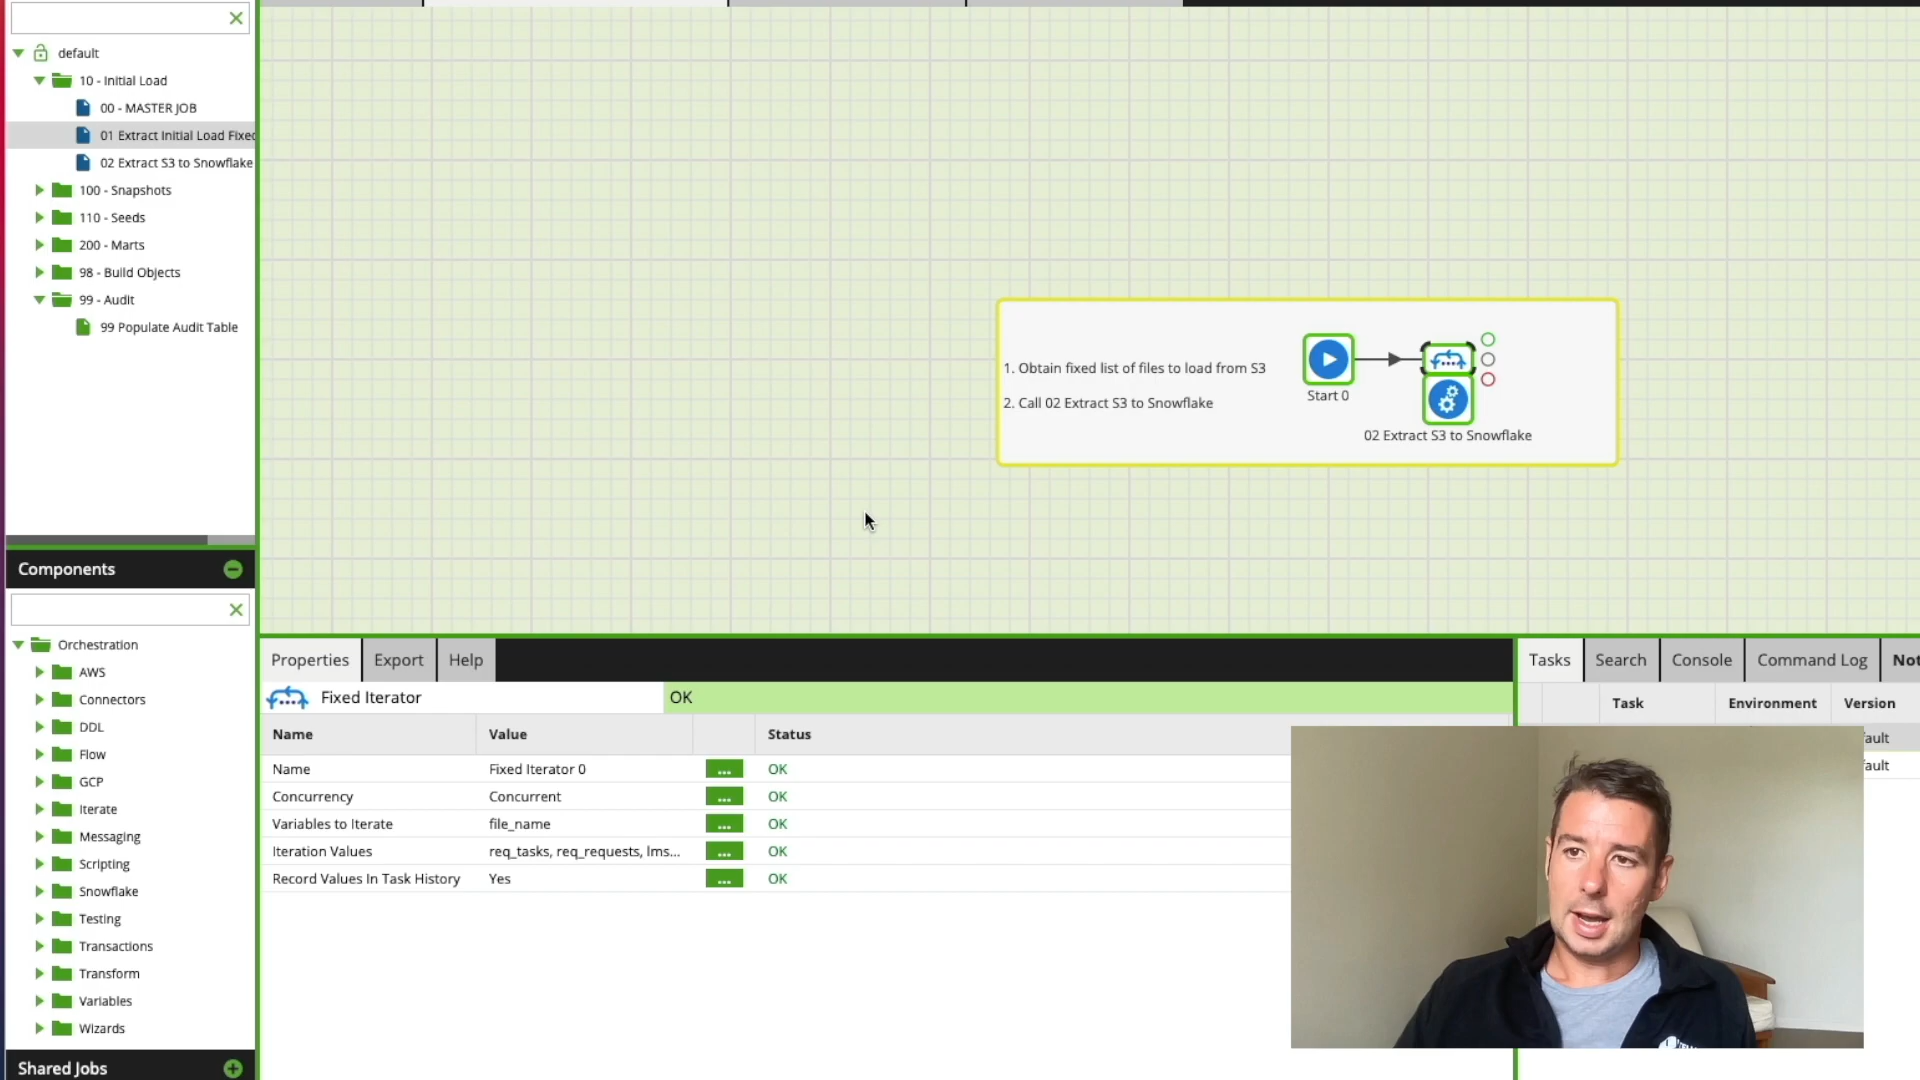 default
10 - Initial Load
00 - MASTER JOB
01 Extract Initial Load Fixed
02 Extract S3 to Snowflake
100 - Snapshots
110 - Seeds
200 - Marts
98 - Build Objects
99 - Audit
99 Populate Audit Table
1. Obtain fixed list of files to load from S3
2. Call 02 Extract S3 to Snowflake
Start 0
02 Extract S3 to Snowflake
Components
Orchestration
AWS
Connectors
DDL
Flow
GCP
Iterate
Messaging
Scripting
Snowflake
Testing
Transactions
Transform
Variables
Wizards
Shared Jobs
Properties Export Help
Fixed Iterator OK
Name Value Status
Name Fixed Iterator 0 ... OK
Concurrency Concurrent ... OK
Variables to Iterate file_name ... OK
Iteration Values req_tasks, req_requests, lms... ... OK
Record Values In Task History Yes ... OK
Tasks Search Console Command Log Not
Task Environment Version
ault
ault